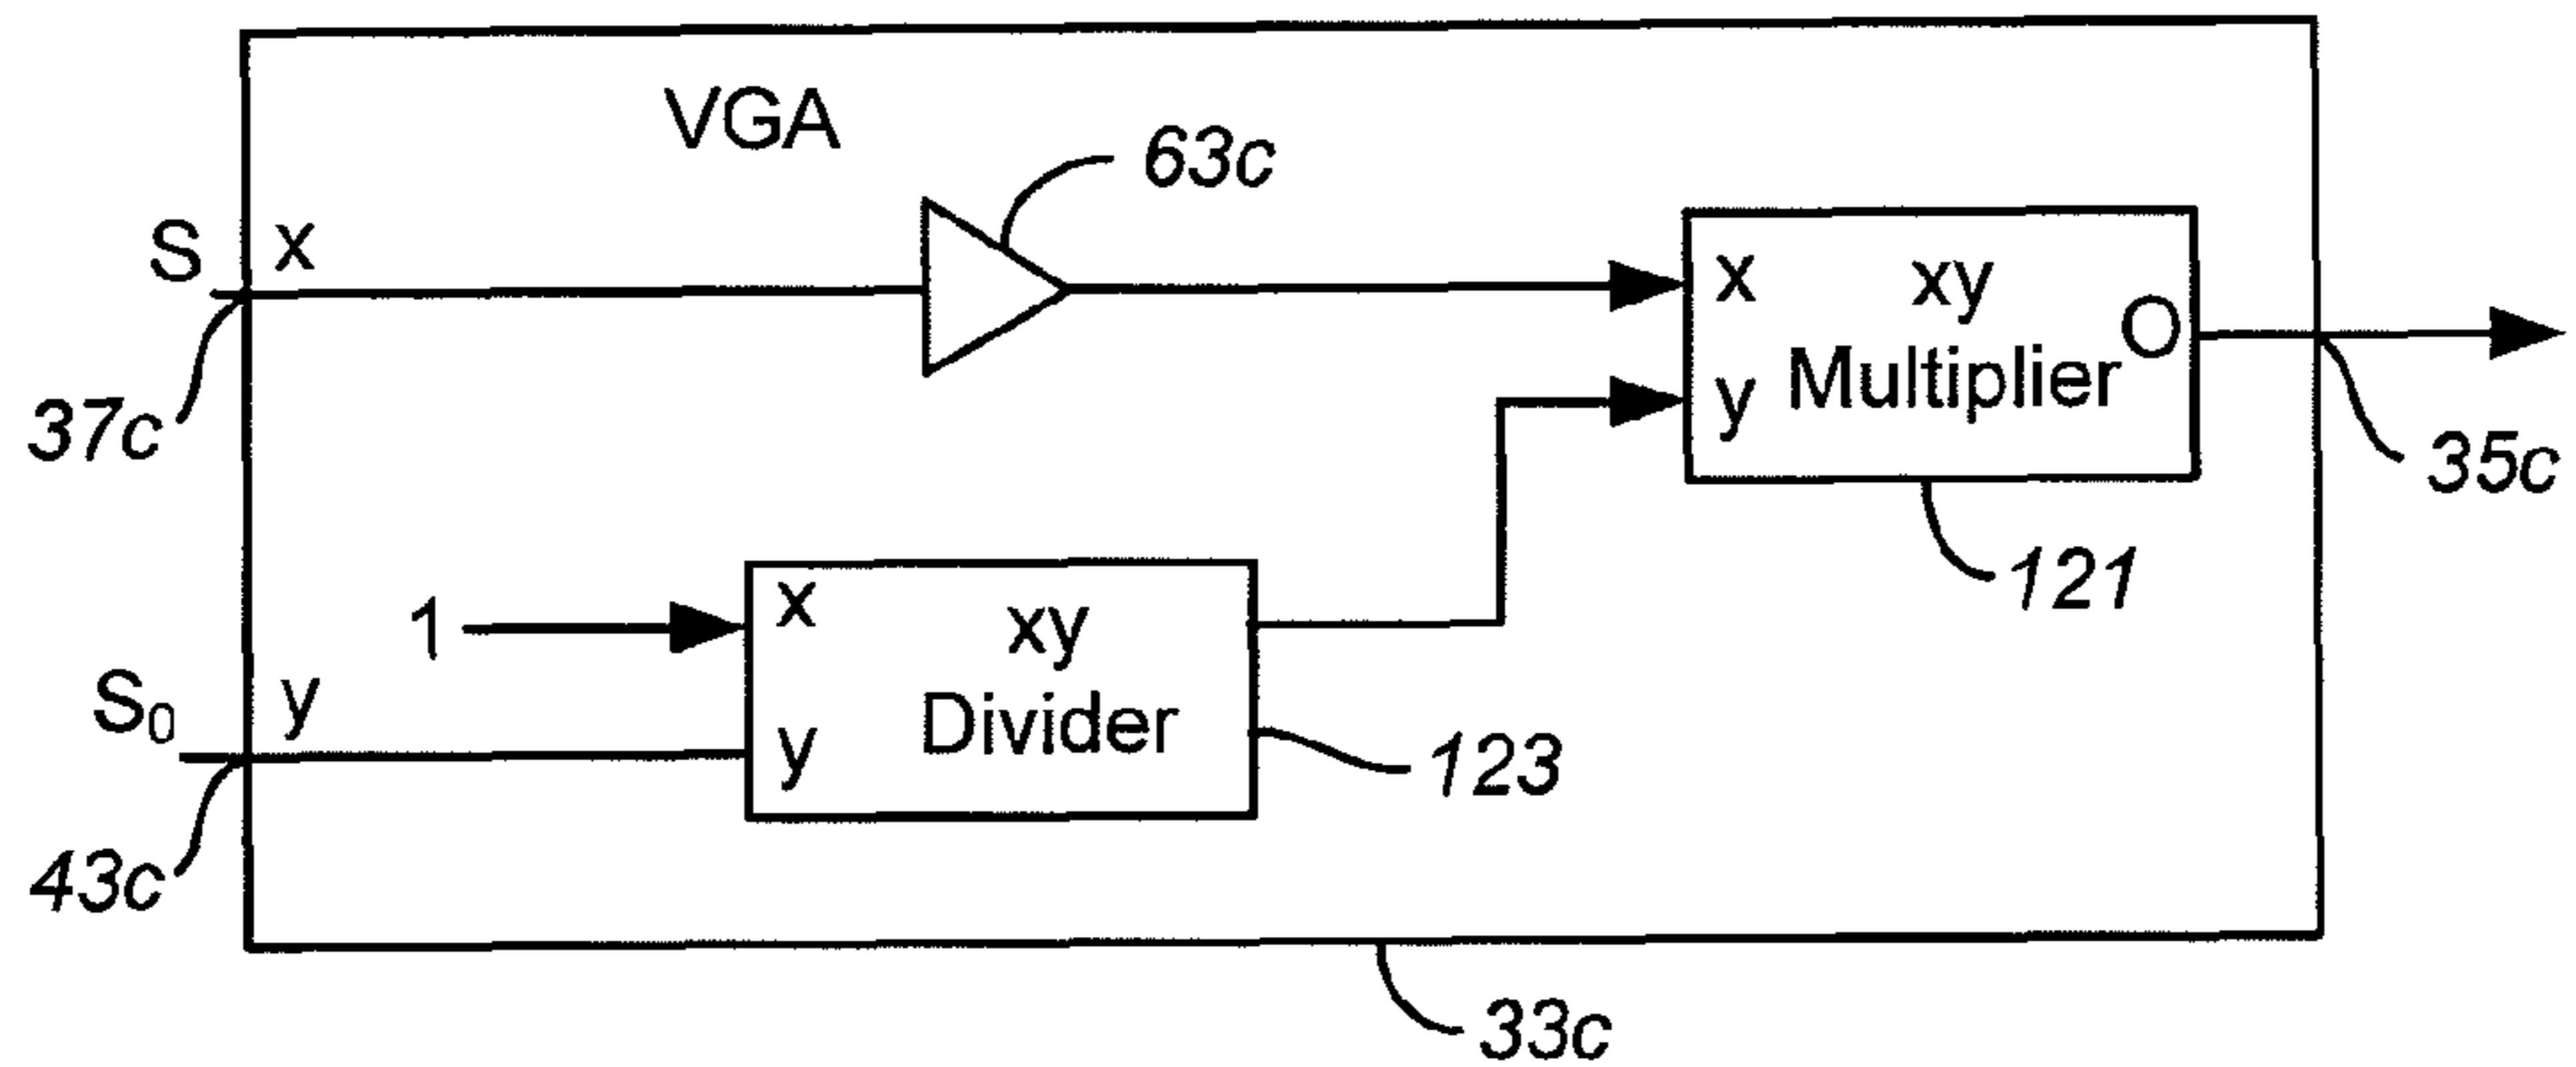 VGA
63c
S
x
37c
x
xy
O
y
Multiplier
35c
121
1
x
xy
S₀
y
y
Divider
123
43c
33c